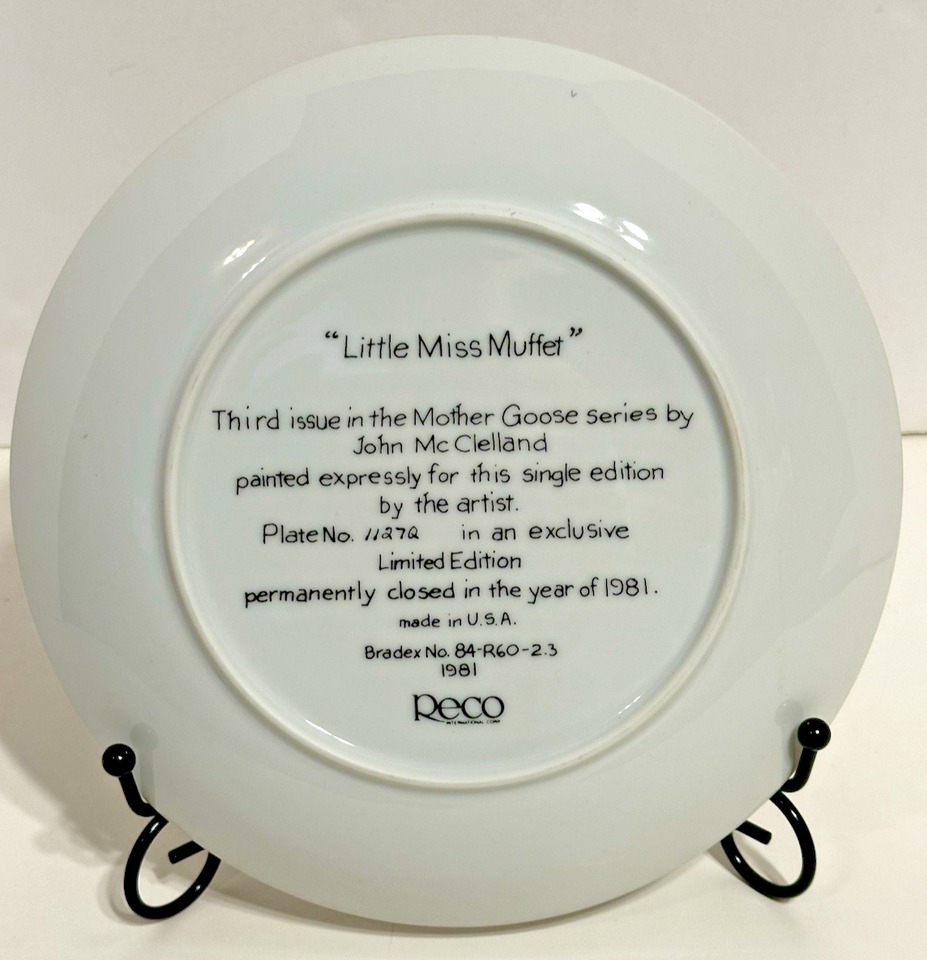 “Little Miss Muffet”
Third issue in the Mother Goose series by
John McClelland
painted expressly for this single edition
by the artist.
Plate No. 1127Q in an exclusive
Limited Edition
permanently closed in the year of 1981.
made in U.S.A.
Bradex No. 84-R60-2.3
1981
Reco
INTERNATIONAL CORP.